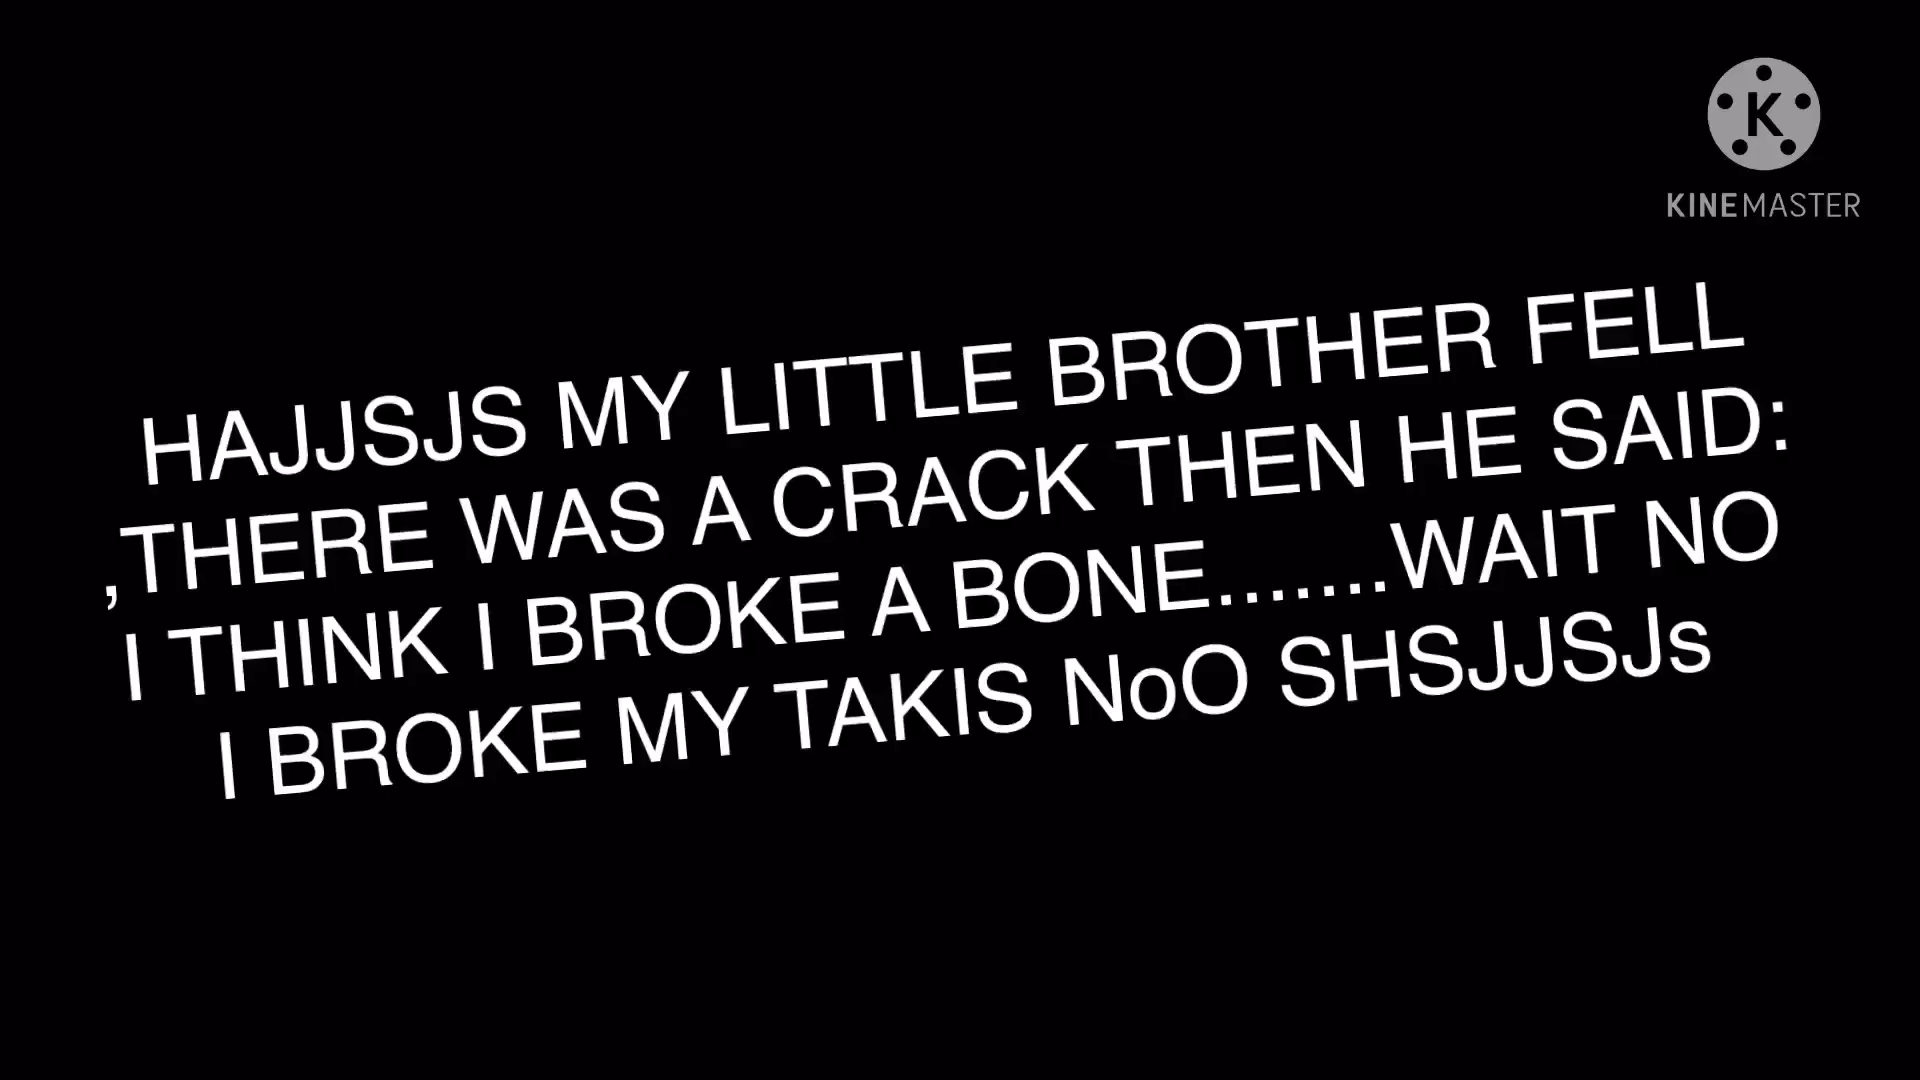 K
KINEMASTER
HAJJSJS MY LITTLE BROTHER FELL
,THERE WAS A CRACK THEN HE SAID:
I THINK I BROKE A BONE.......WAIT NO
I BROKE MY TAKIS NoO SHSJJSJs